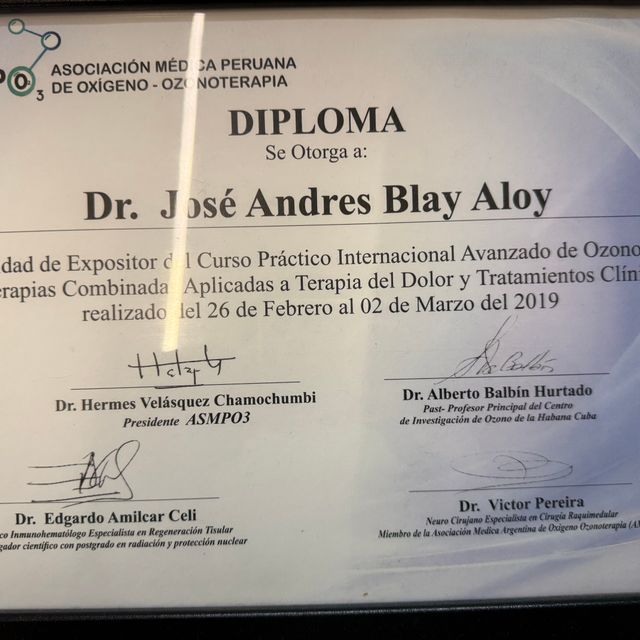 PO₃
ASOCIACIÓN MÉDICA PERUANA
DE OXÍGENO - OZONOTERAPIA
DIPLOMA
Se Otorga a:
Dr. José Andres Blay Aloy
idad de Expositor del Curso Práctico Internacional Avanzado de Ozono
erapias Combinadas Aplicadas a Terapia del Dolor y Tratamientos Clíni
realizado del 26 de Febrero al 02 de Marzo del 2019
Dr. Hermes Velásquez Chamochumbi
Presidente ASMPO3
Dr. Alberto Balbín Hurtado
Past- Profesor Principal del Centro
de Investigación de Ozono de la Habana Cuba
Dr. Edgardo Amilcar Celi
co Inmunohematólogo Especialista en Regeneración Tisular
gador científico con postgrado en radiación y protección nuclear
Dr. Victor Pereira
Neuro Cirujano Especialista en Cirugía Raquimedular
Miembro de la Asociación Medica Argentina de Oxígeno Ozonoterapia (A